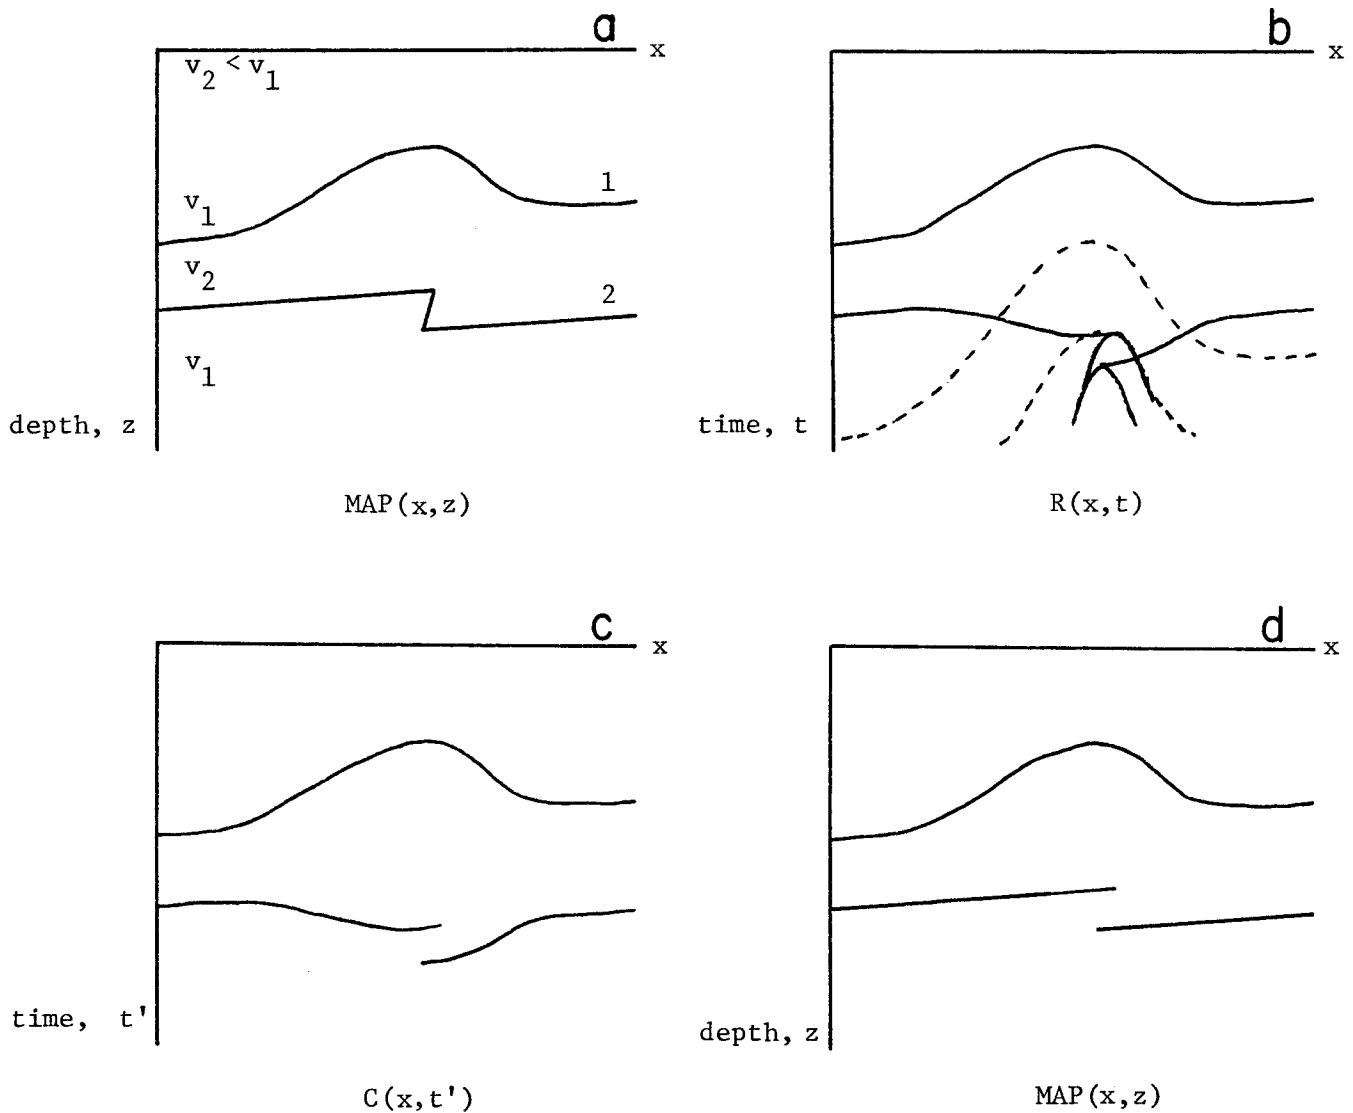 a
x
v2 < v1
v1
1
v2
2
v1
depth, z
MAP(x,z)
b
x
time, t
R(x,t)
c
x
time, t'
C(x,t')
d
x
depth, z
MAP(x,z)